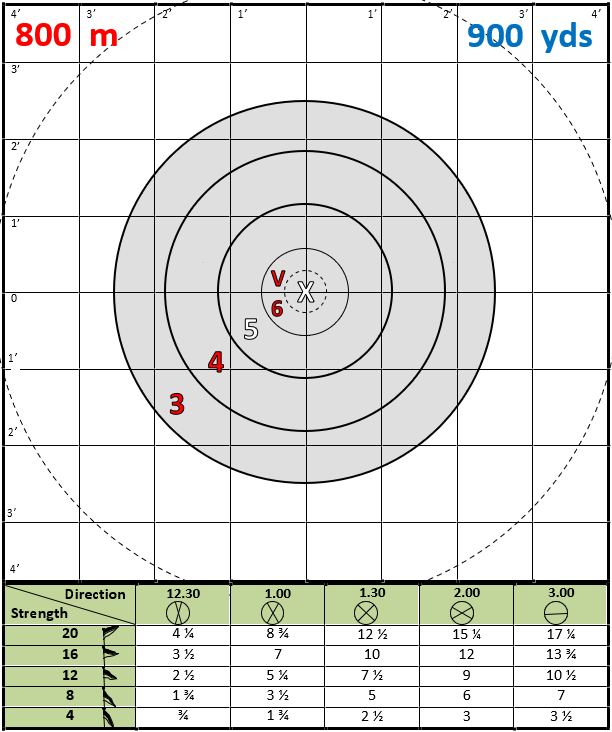 4′ 3′ 2′ 1′ 1′ 2′ 3′ 4′
800 m 900 yds
3′
2′
1′
0
V
X
6
5
1′
4
3
2′
3′
4′
Direction 12.30 1.00 1.30 2.00 3.00
Strength
20 4 ¼ 8 ¾ 12 ½ 15 ¼ 17 ¼
16 3 ½ 7 10 12 13 ¾
12 2 ½ 5 ¼ 7 ½ 9 10 ½
8 1 ¾ 3 ½ 5 6 7
4 ¾ 1 ¾ 2 ½ 3 3 ½